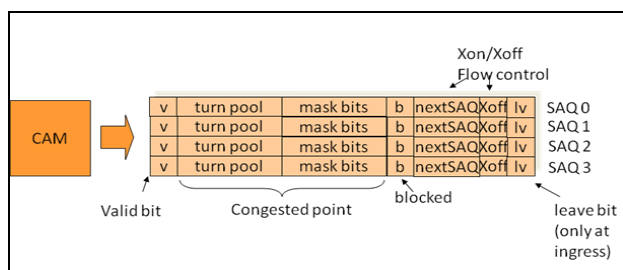 Xon/Xoff
Flow control
CAM
v turn pool mask bits b nextSAQ Xoff lv SAQ 0
v turn pool mask bits b nextSAQ Xoff lv SAQ 1
v turn pool mask bits b nextSAQ Xoff lv SAQ 2
v turn pool mask bits b nextSAQ Xoff lv SAQ 3
Valid bit
Congested point
blocked
leave bit
(only at
ingress)